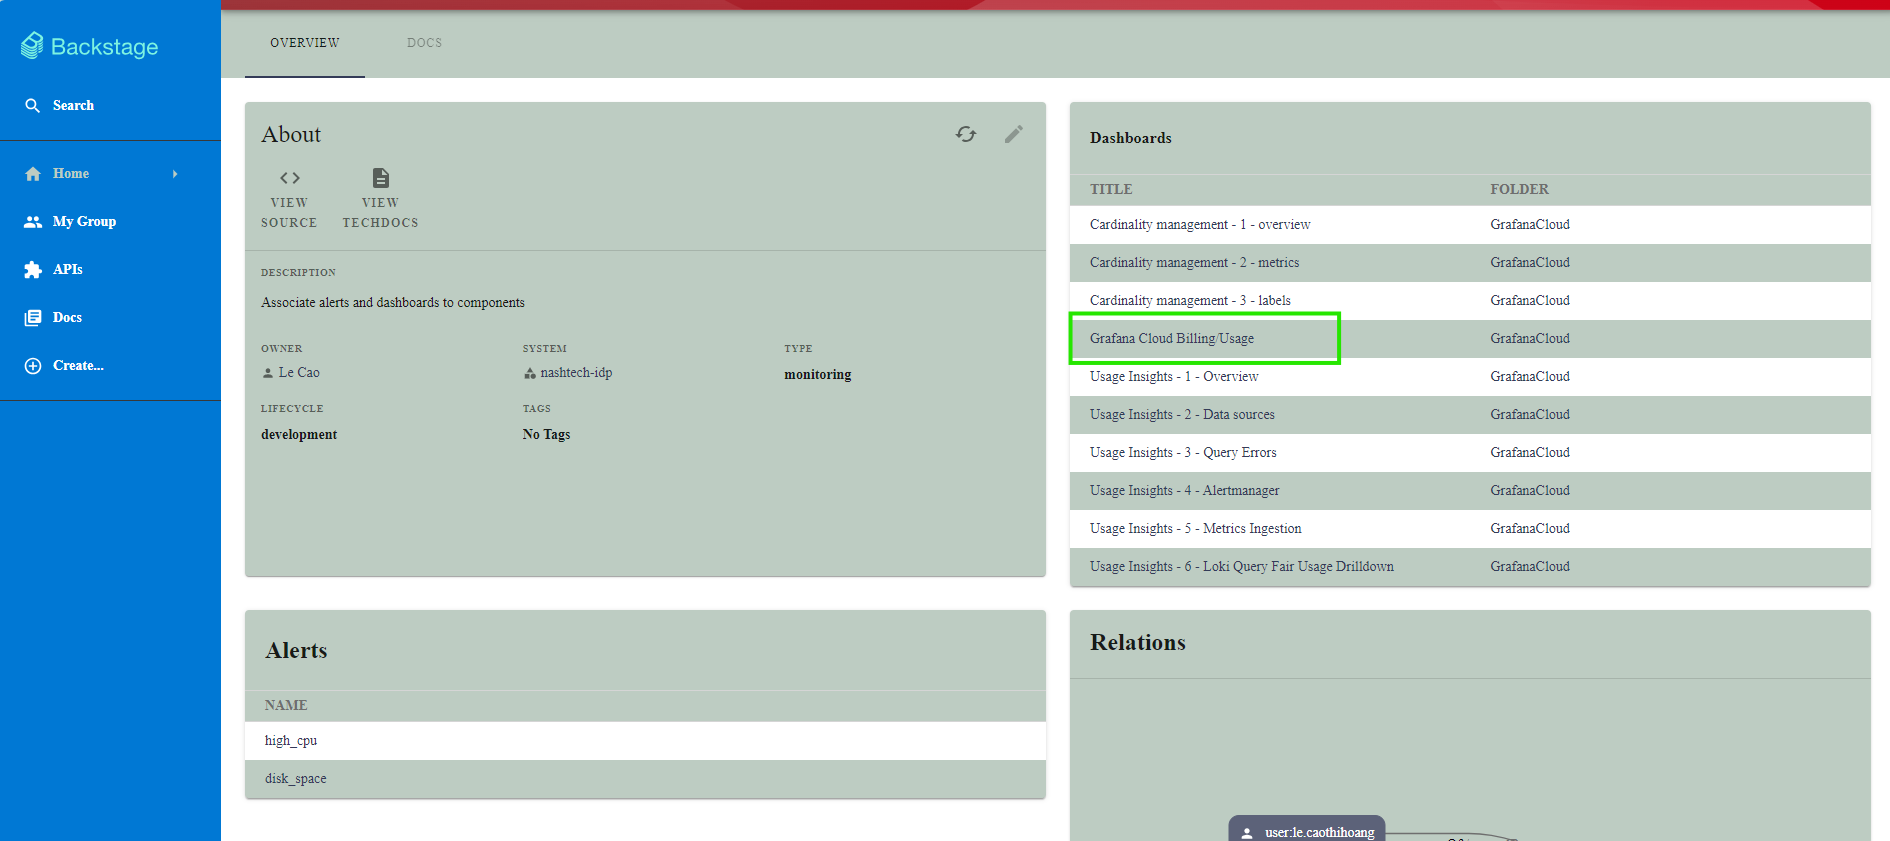 Backstage
Search
Home
My Group
APIs
Docs
Create...
OVERVIEW
DOCS
About
VIEW
SOURCE
VIEW
TECHDOCS
DESCRIPTION
Associate alerts and dashboards to components
OWNER
Le Cao
SYSTEM
nashtech-idp
TYPE
monitoring
LIFECYCLE
development
TAGS
No Tags
Dashboards
TITLE FOLDER
Cardinality management - 1 - overview GrafanaCloud
Cardinality management - 2 - metrics GrafanaCloud
Cardinality management - 3 - labels GrafanaCloud
Grafana Cloud Billing/Usage GrafanaCloud
Usage Insights - 1 - Overview GrafanaCloud
Usage Insights - 2 - Data sources GrafanaCloud
Usage Insights - 3 - Query Errors GrafanaCloud
Usage Insights - 4 - Alertmanager GrafanaCloud
Usage Insights - 5 - Metrics Ingestion GrafanaCloud
Usage Insights - 6 - Loki Query Fair Usage Drilldown GrafanaCloud
Alerts
NAME
high_cpu
disk_space
Relations
user:le.caothihoang